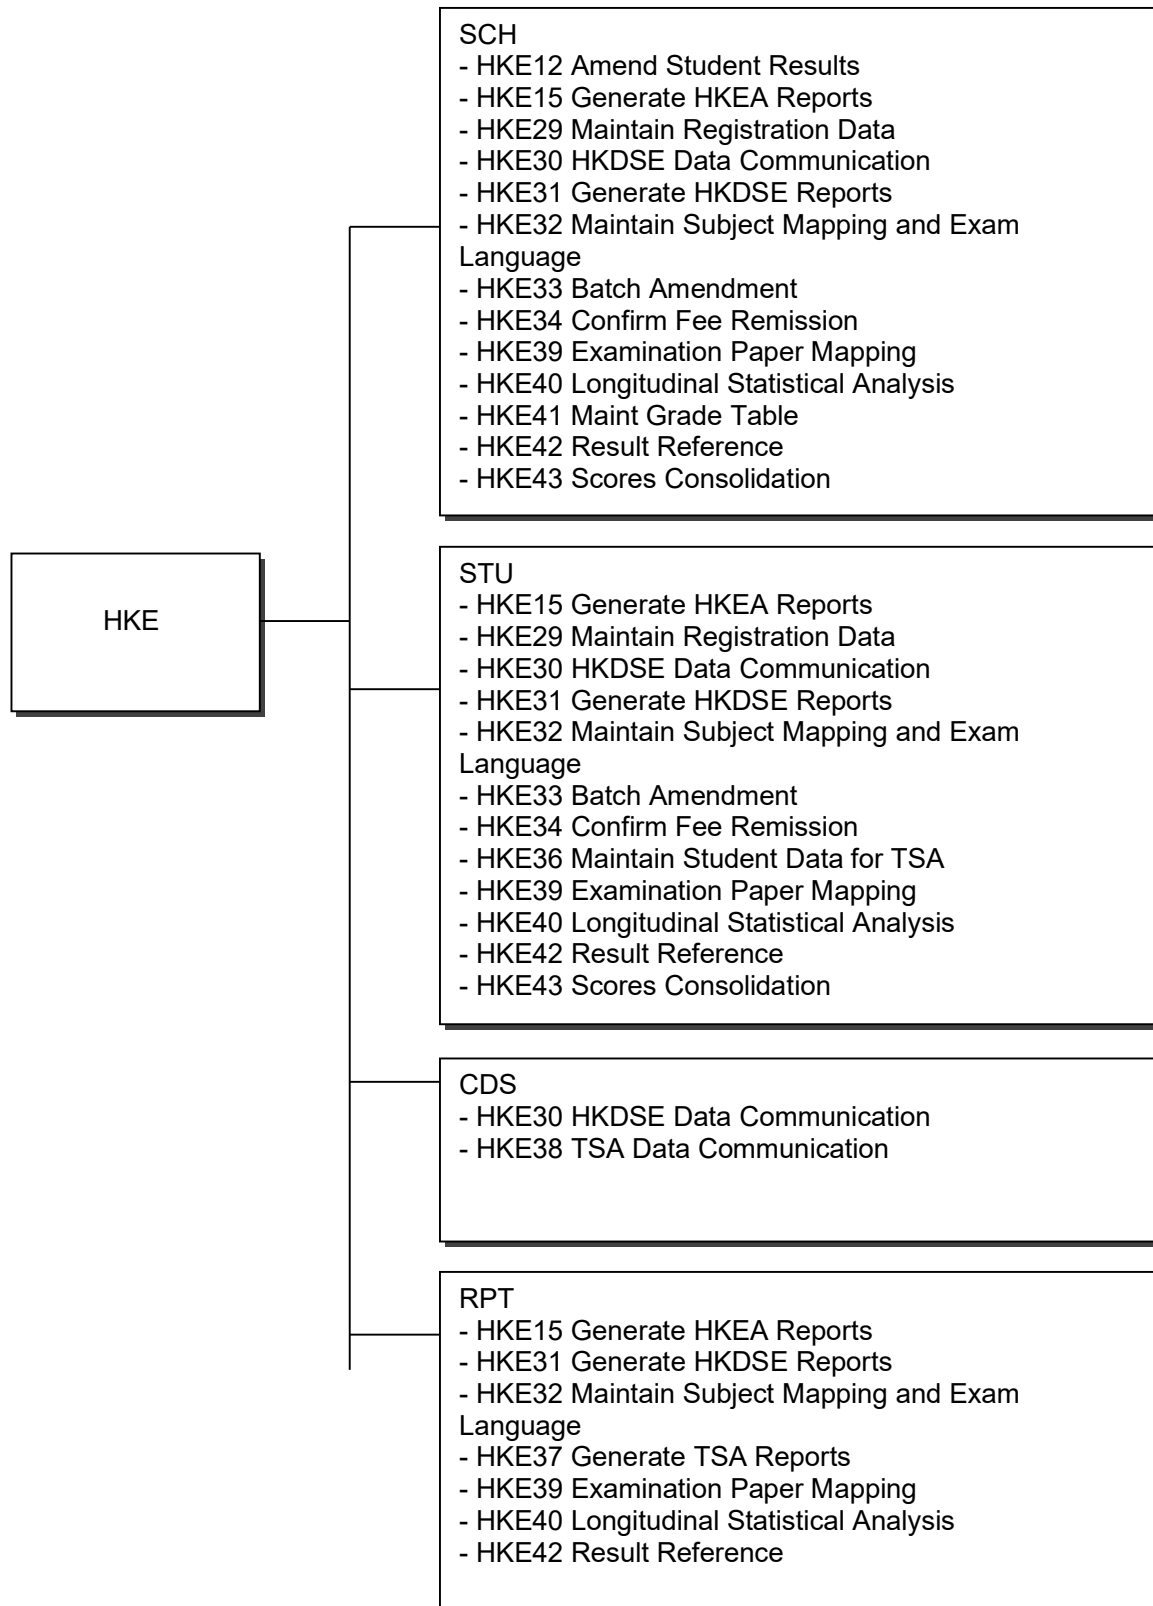 SCH
- HKE12 Amend Student Results
- HKE15 Generate HKEA Reports
- HKE29 Maintain Registration Data
- HKE30 HKDSE Data Communication
- HKE31 Generate HKDSE Reports
- HKE32 Maintain Subject Mapping and Exam
Language
- HKE33 Batch Amendment
- HKE34 Confirm Fee Remission
- HKE39 Examination Paper Mapping
- HKE40 Longitudinal Statistical Analysis
- HKE41 Maint Grade Table
- HKE42 Result Reference
- HKE43 Scores Consolidation
HKE
STU
- HKE15 Generate HKEA Reports
- HKE29 Maintain Registration Data
- HKE30 HKDSE Data Communication
- HKE31 Generate HKDSE Reports
- HKE32 Maintain Subject Mapping and Exam
Language
- HKE33 Batch Amendment
- HKE34 Confirm Fee Remission
- HKE36 Maintain Student Data for TSA
- HKE39 Examination Paper Mapping
- HKE40 Longitudinal Statistical Analysis
- HKE42 Result Reference
- HKE43 Scores Consolidation
CDS
- HKE30 HKDSE Data Communication
- HKE38 TSA Data Communication
RPT
- HKE15 Generate HKEA Reports
- HKE31 Generate HKDSE Reports
- HKE32 Maintain Subject Mapping and Exam
Language
- HKE37 Generate TSA Reports
- HKE39 Examination Paper Mapping
- HKE40 Longitudinal Statistical Analysis
- HKE42 Result Reference